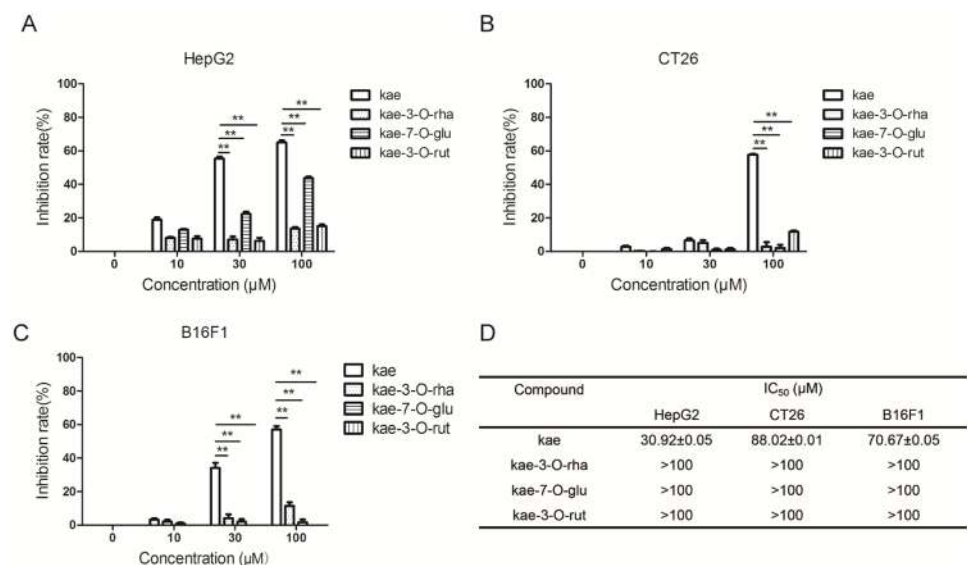 A
HepG2
Inhibition rate(%)
100
80
60
40
20
0
**
**
**
**
**
**
0
10
30
100
Concentration (µM)
kae
kae-3-O-rha
kae-7-O-glu
kae-3-O-rut
B
CT26
Inhibition rate(%)
100
80
60
40
20
0
**
**
**
0
10
30
100
Concentration (µM)
kae
kae-3-O-rha
kae-7-O-glu
kae-3-O-rut
C
B16F1
Inhibition rate(%)
100
80
60
40
20
0
**
**
**
**
**
**
0
10
30
100
Concentration (µM)
kae
kae-3-O-rha
kae-7-O-glu
kae-3-O-rut
D
Compound IC50 (µM)
HepG2 CT26 B16F1
kae 30.92±0.05 88.02±0.01 70.67±0.05
kae-3-O-rha >100 >100 >100
kae-7-O-glu >100 >100 >100
kae-3-O-rut >100 >100 >100